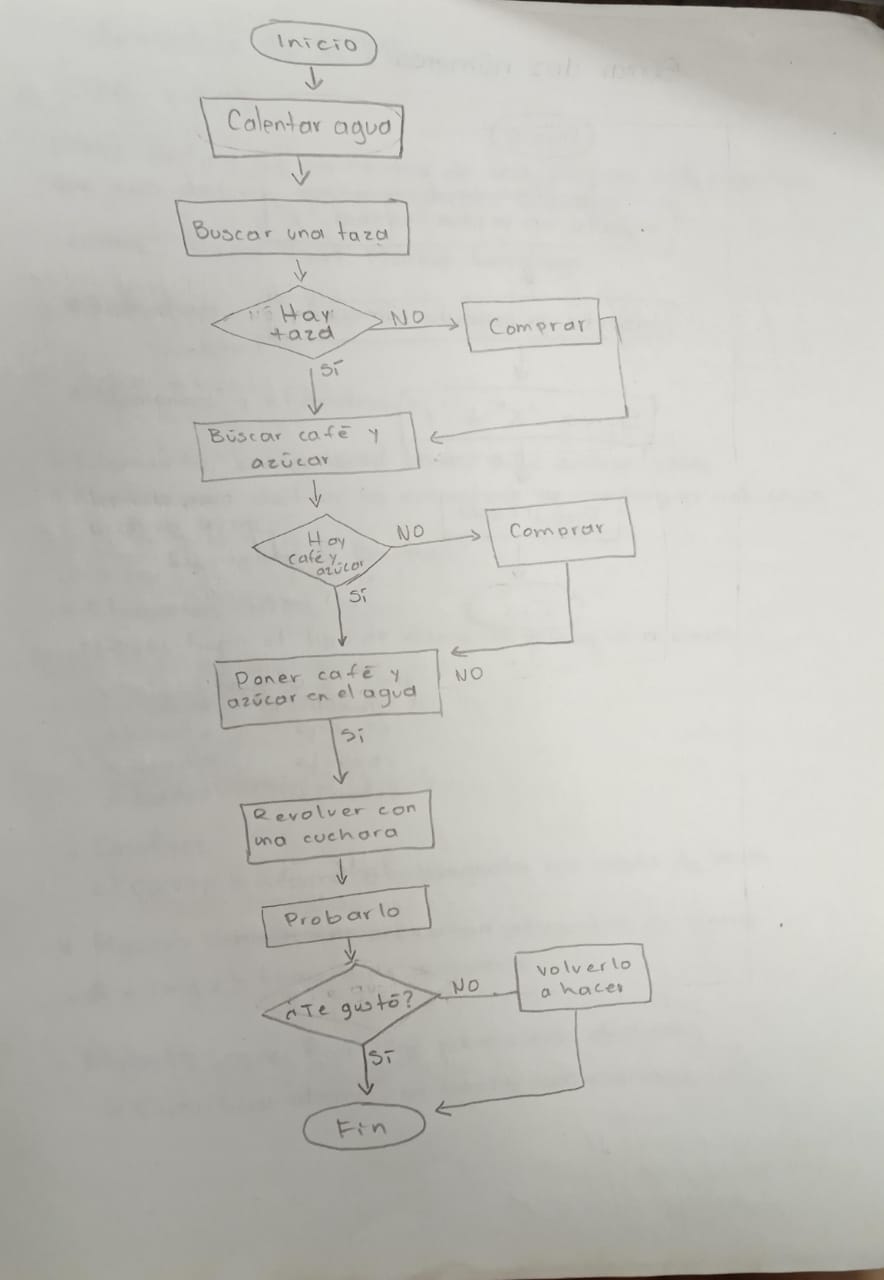 Inicio
Calentar agua
Buscar una taza
Hay
taza
NO
Comprar
SÍ
Búscar café y
azúcar
Hay
café y
azúcar
NO
Comprar
SÍ
Poner café y
azúcar en el agua
NO
Sí
Revolver con
una cuchara
Probarlo
¿Te gustó?
NO
Volverlo
a hacer
SÍ
Fin